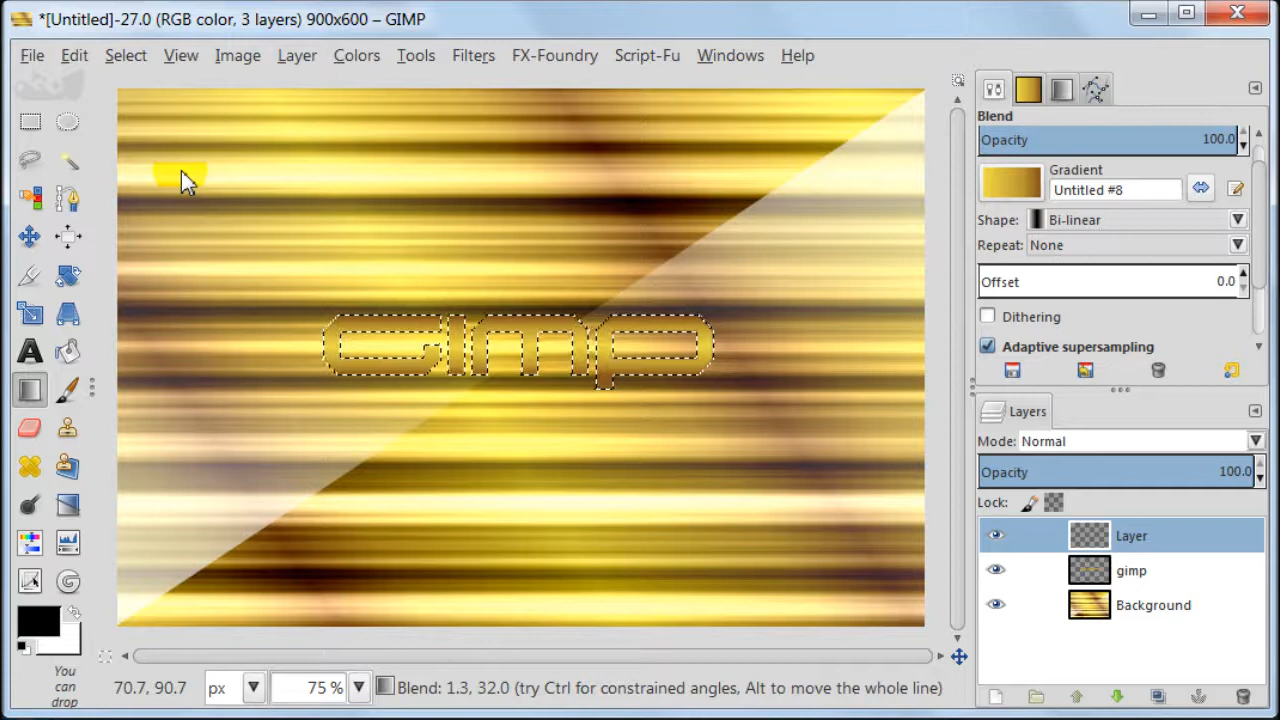 *[Untitled]-27.0 (RGB color, 3 layers) 900x600 – GIMP
File Edit Select View Image Layer Colors Tools Filters FX-Foundry Script-Fu Windows Help
Blend
Opacity 100.0
Gradient
Untitled #8
Shape: Bi-linear
Repeat: None
Offset 0.0
Dithering
Adaptive supersampling
gimp
Layers
Mode: Normal
Opacity 100.0
Lock:
Layer
gimp
Background
You
can
drop
70.7, 90.7 px 75 % Blend: 1.3, 32.0 (try Ctrl for constrained angles, Alt to move the whole line)